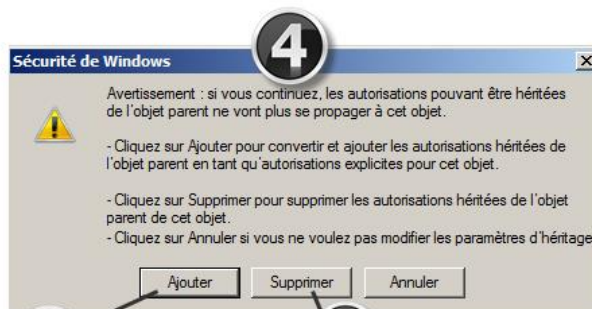 4
Sécurité de Windows
Avertissement : si vous continuez, les autorisations pouvant être héritées
de l'objet parent ne vont plus se propager à cet objet.
- Cliquez sur Ajouter pour convertir et ajouter les autorisations héritées de
l'objet parent en tant qu'autorisations explicites pour cet objet.
- Cliquez sur Supprimer pour supprimer les autorisations héritées de l'objet
parent de cet objet.
- Cliquez sur Annuler si vous ne voulez pas modifier les paramètres d'héritage
Ajouter Supprimer Annuler